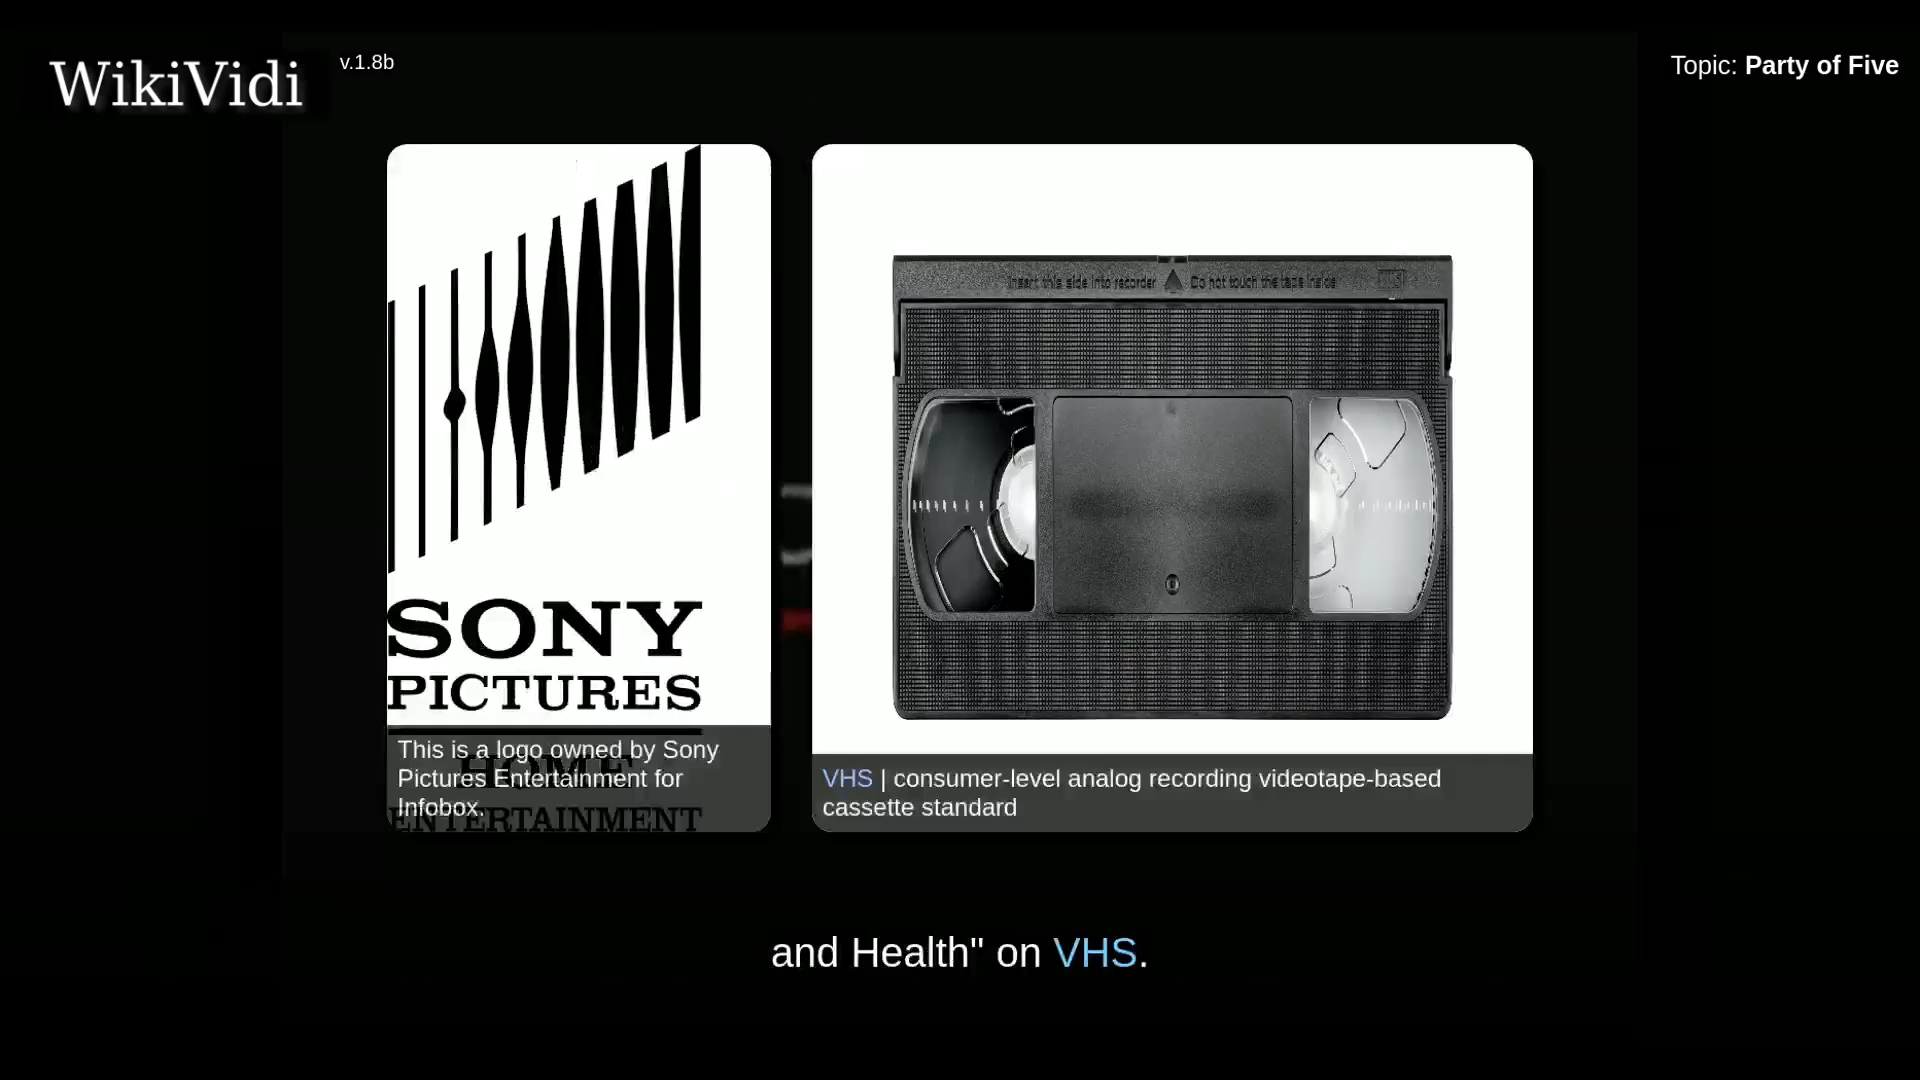 WikiVidi
v.1.8b
Topic: Party of Five
SONY
PICTURES
HOME
ENTERTAINMENT
This is a logo owned by Sony
Pictures Entertainment for
Infobox.
Insert this side into recorder Do not touch the tape inside VHS
VHS | consumer-level analog recording videotape-based
cassette standard
and Health" on VHS.